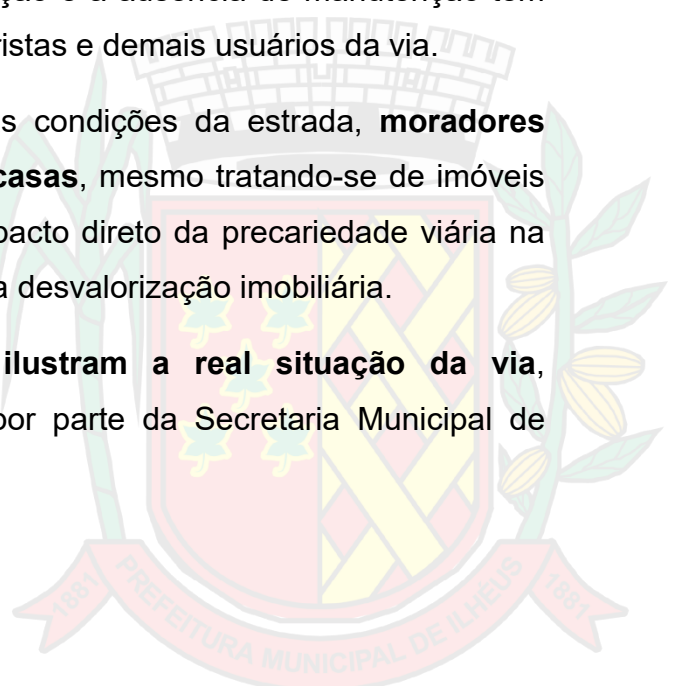 ristas e demais usuários da via.
s condições da estrada, moradores
casas, mesmo tratando-se de imóveis
pacto direto da precariedade viária na
a desvalorização imobiliária.
ilustram a real situação da via,
por parte da Secretaria Municipal de
1881 PREFEITURA MUNICIPAL DE ILHÉUS 1881